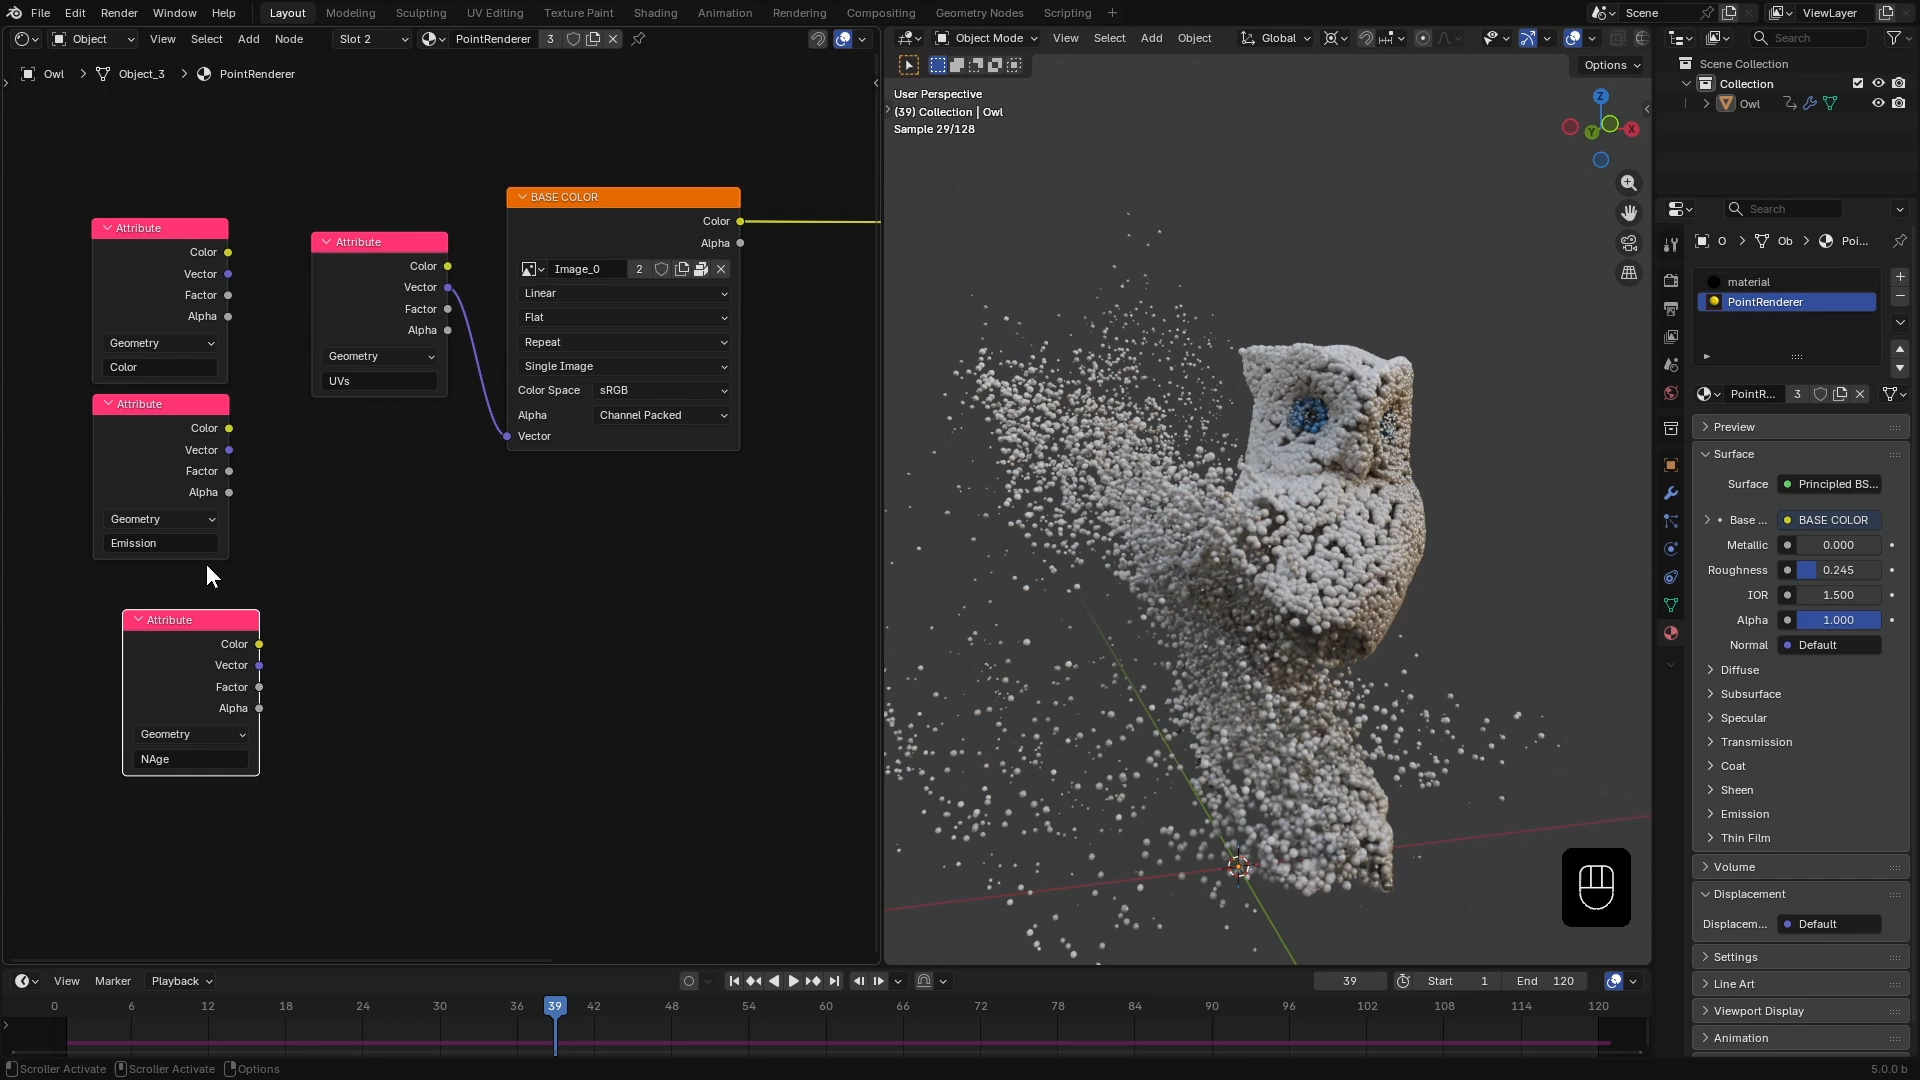 File Edit Render Window Help Layout Modeling Sculpting UV Editing Texture Paint Shading Animation Rendering Compositing Geometry Nodes Scripting + Scene ViewLayer
Object View Select Add Node Slot 2 PointRenderer 3
Object Mode View Select Add Object Global
Search
Owl > Object_3 > PointRenderer
Options
User Perspective
(39) Collection | Owl
Sample 29/128
Z
Y
X
Scene Collection
Collection
Owl
Search
O > Ob > Poi...
material
PointRenderer
PointR... 3
Preview
Surface
Surface Principled BS...
Base ... BASE COLOR
Metallic 0.000
Roughness 0.245
IOR 1.500
Alpha 1.000
Normal Default
Diffuse
Subsurface
Specular
Transmission
Coat
Sheen
Emission
Thin Film
Volume
Displacement
Displacem... Default
Settings
Line Art
Viewport Display
Animation
Attribute
Color
Vector
Factor
Alpha
Geometry
Color
Attribute
Color
Vector
Factor
Alpha
Geometry
Emission
Attribute
Color
Vector
Factor
Alpha
Geometry
NAge
Attribute
Color
Vector
Factor
Alpha
Geometry
UVs
BASE COLOR
Color
Alpha
Image_0 2
Linear
Flat
Repeat
Single Image
Color Space sRGB
Alpha Channel Packed
Vector
View Marker Playback 39 Start 1 End 120
0 6 12 18 24 30 36 39 42 48 54 60 66 72 78 84 90 96 102 108 114 120
Scroller Activate Scroller Activate Options 5.0.0 b